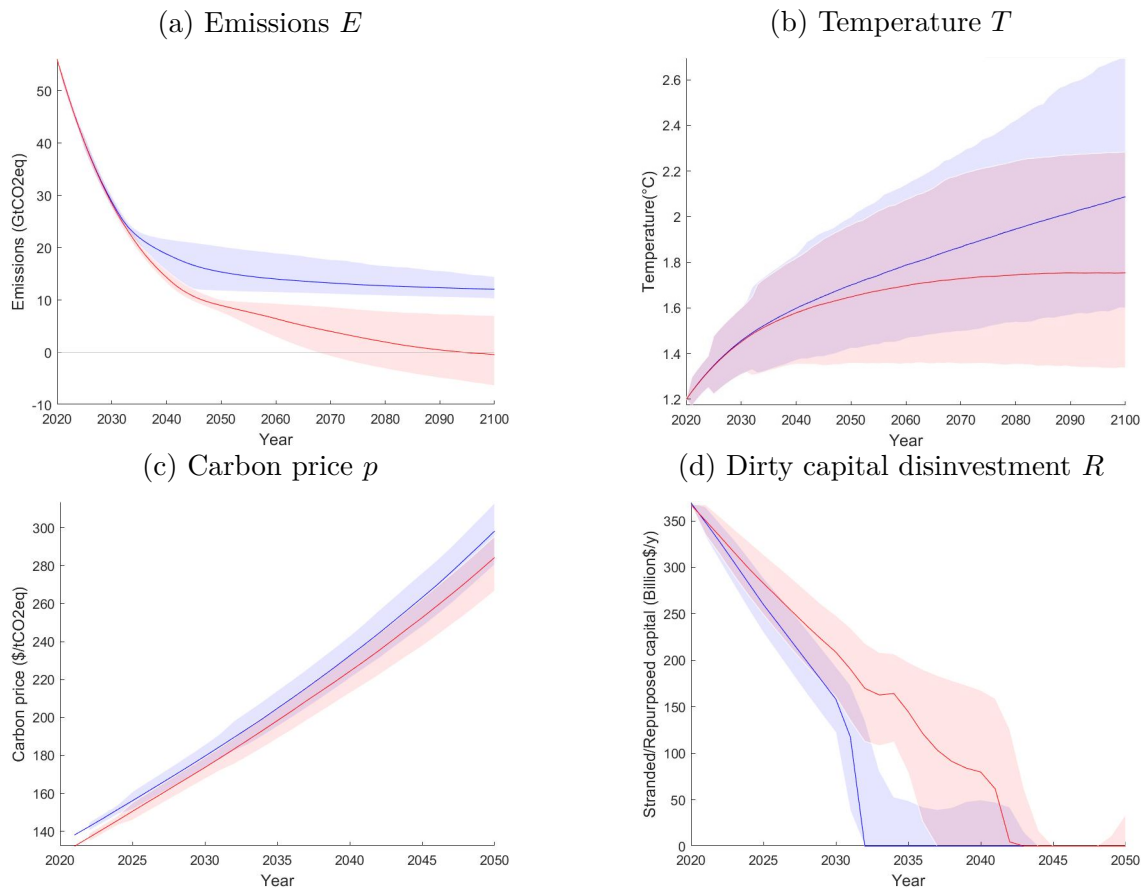 (a) Emissions E
Emissions (GtCO2eq)
50
40
30
20
10
0
-10
2020 2030 2040 2050 2060 2070 2080 2090 2100
Year
(b) Temperature T
Temperature(°C)
2.6
2.4
2.2
2
1.8
1.6
1.4
1.2
2020 2030 2040 2050 2060 2070 2080 2090 2100
Year
(c) Carbon price p
Carbon price ($/tCO2eq)
300
280
260
240
220
200
180
160
140
2020 2025 2030 2035 2040 2045 2050
Year
(d) Dirty capital disinvestment R
Stranded/Repurposed capital (Billion$/y)
350
300
250
200
150
100
50
0
2020 2025 2030 2035 2040 2045 2050
Year